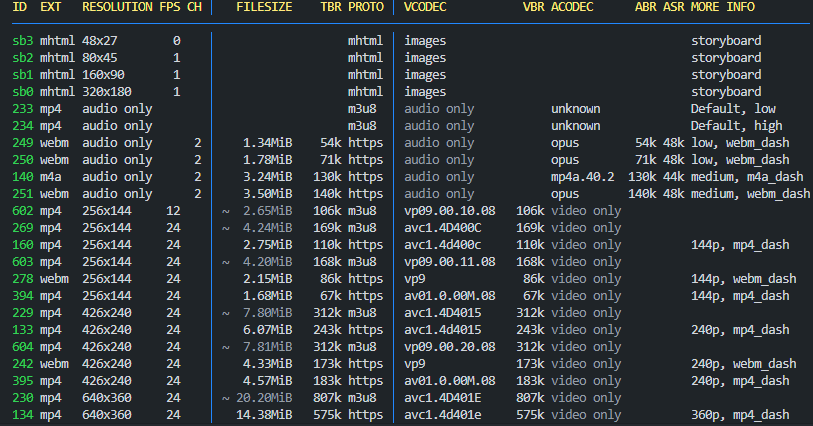 ID EXT RESOLUTION FPS CH │ FILESIZE TBR PROTO │ VCODEC VBR ACODEC ABR ASR MORE INFO
sb3 mhtml 48x27 0 │ mhtml │ images storyboard
sb2 mhtml 80x45 1 │ mhtml │ images storyboard
sb1 mhtml 160x90 1 │ mhtml │ images storyboard
sb0 mhtml 320x180 1 │ mhtml │ images storyboard
233 mp4 audio only │ m3u8 │ audio only unknown Default, low
234 mp4 audio only │ m3u8 │ audio only unknown Default, high
249 webm audio only 2 │ 1.34MiB 54k https │ audio only opus 54k 48k low, webm_dash
250 webm audio only 2 │ 1.78MiB 71k https │ audio only opus 71k 48k low, webm_dash
140 m4a audio only 2 │ 3.24MiB 130k https │ audio only mp4a.40.2 130k 44k medium, m4a_dash
251 webm audio only 2 │ 3.50MiB 140k https │ audio only opus 140k 48k medium, webm_dash
602 mp4 256x144 12 │ ~ 2.65MiB 106k m3u8 │ vp09.00.10.08 106k video only
269 mp4 256x144 24 │ ~ 4.24MiB 169k m3u8 │ avc1.4D400C 169k video only
160 mp4 256x144 24 │ 2.75MiB 110k https │ avc1.4d400c 110k video only 144p, mp4_dash
603 mp4 256x144 24 │ ~ 4.20MiB 168k m3u8 │ vp09.00.11.08 168k video only
278 webm 256x144 24 │ 2.15MiB 86k https │ vp9 86k video only 144p, webm_dash
394 mp4 256x144 24 │ 1.68MiB 67k https │ av01.0.00M.08 67k video only 144p, mp4_dash
229 mp4 426x240 24 │ ~ 7.80MiB 312k m3u8 │ avc1.4D4015 312k video only
133 mp4 426x240 24 │ 6.07MiB 243k https │ avc1.4d4015 243k video only 240p, mp4_dash
604 mp4 426x240 24 │ ~ 7.81MiB 312k m3u8 │ vp09.00.20.08 312k video only
242 webm 426x240 24 │ 4.33MiB 173k https │ vp9 173k video only 240p, webm_dash
395 mp4 426x240 24 │ 4.57MiB 183k https │ av01.0.00M.08 183k video only 240p, mp4_dash
230 mp4 640x360 24 │ ~ 20.20MiB 807k m3u8 │ avc1.4D401E 807k video only
134 mp4 640x360 24 │ 14.38MiB 575k https │ avc1.4d401e 575k video only 360p, mp4_dash